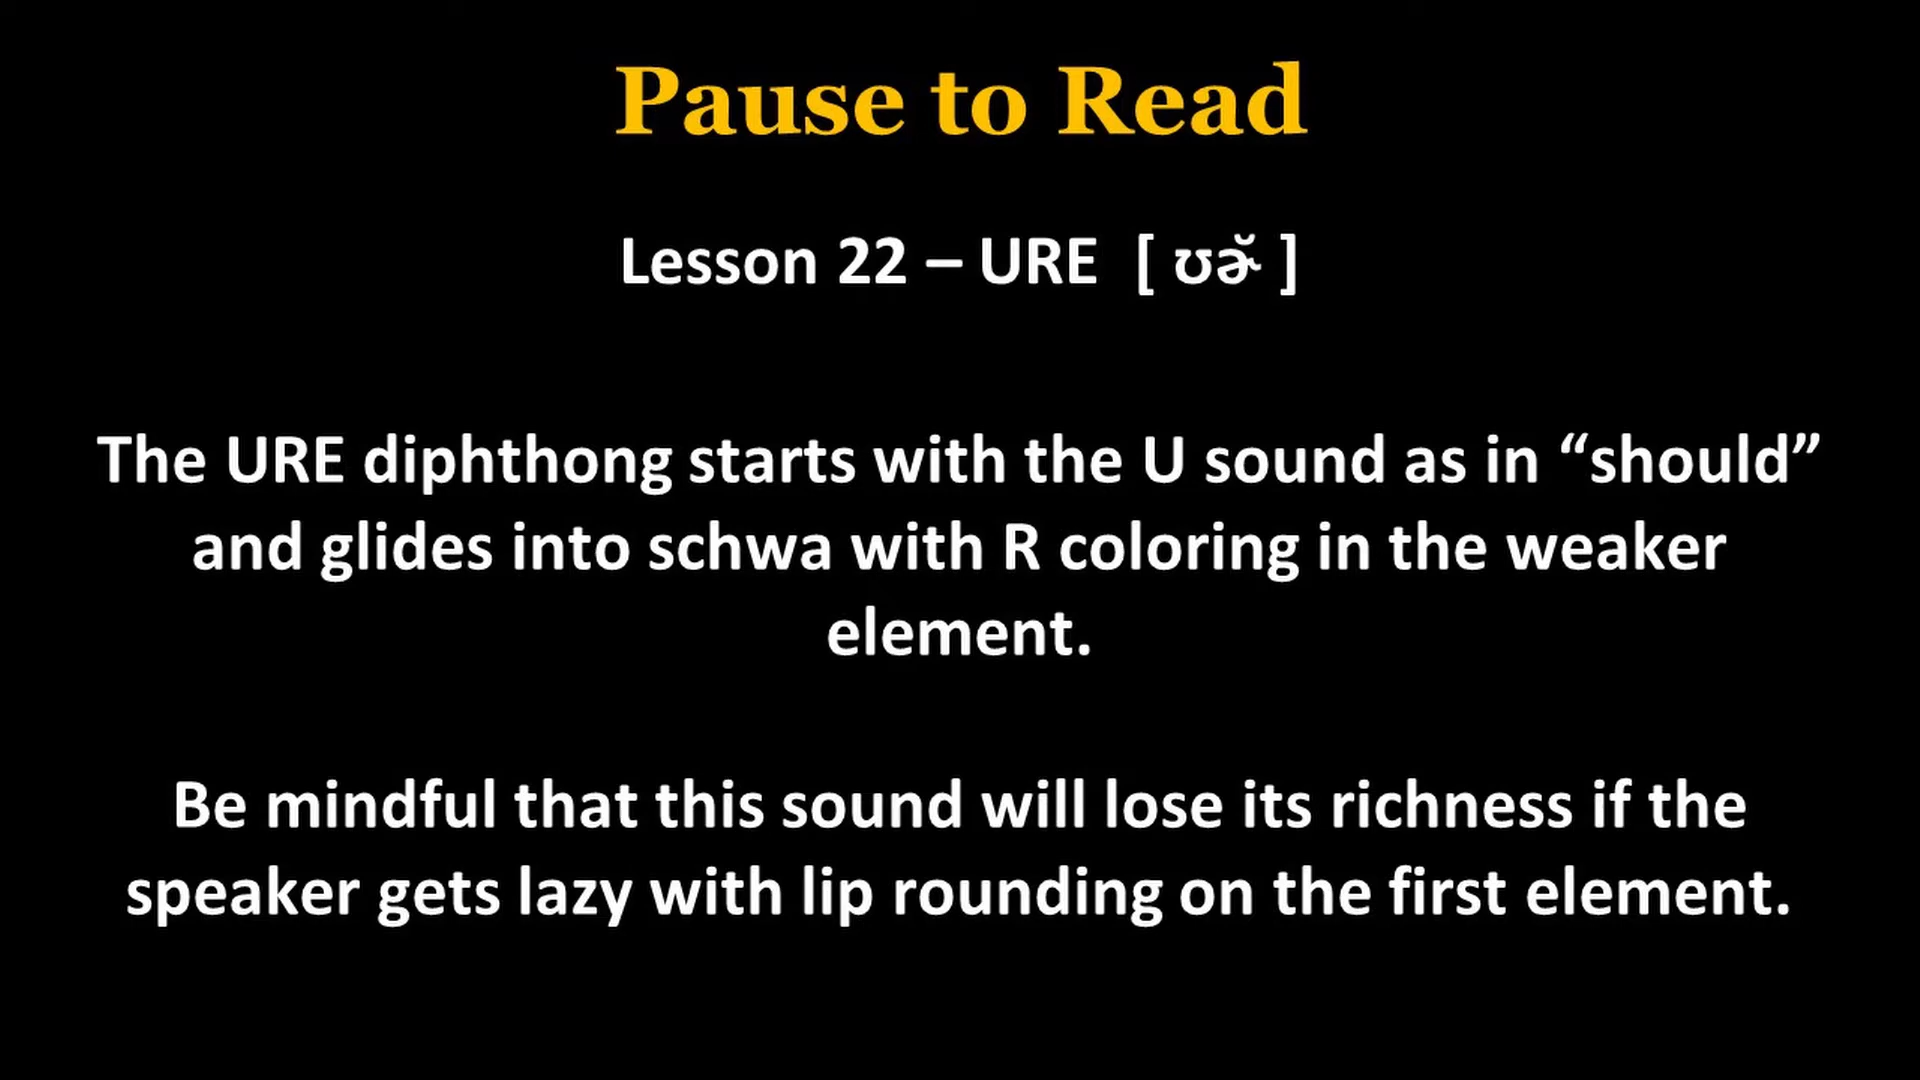 Pause to Read
Lesson 22 – URE [ ʊɚ̆ ]
The URE diphthong starts with the U sound as in “should”
and glides into schwa with R coloring in the weaker
element.
Be mindful that this sound will lose its richness if the
speaker gets lazy with lip rounding on the first element.